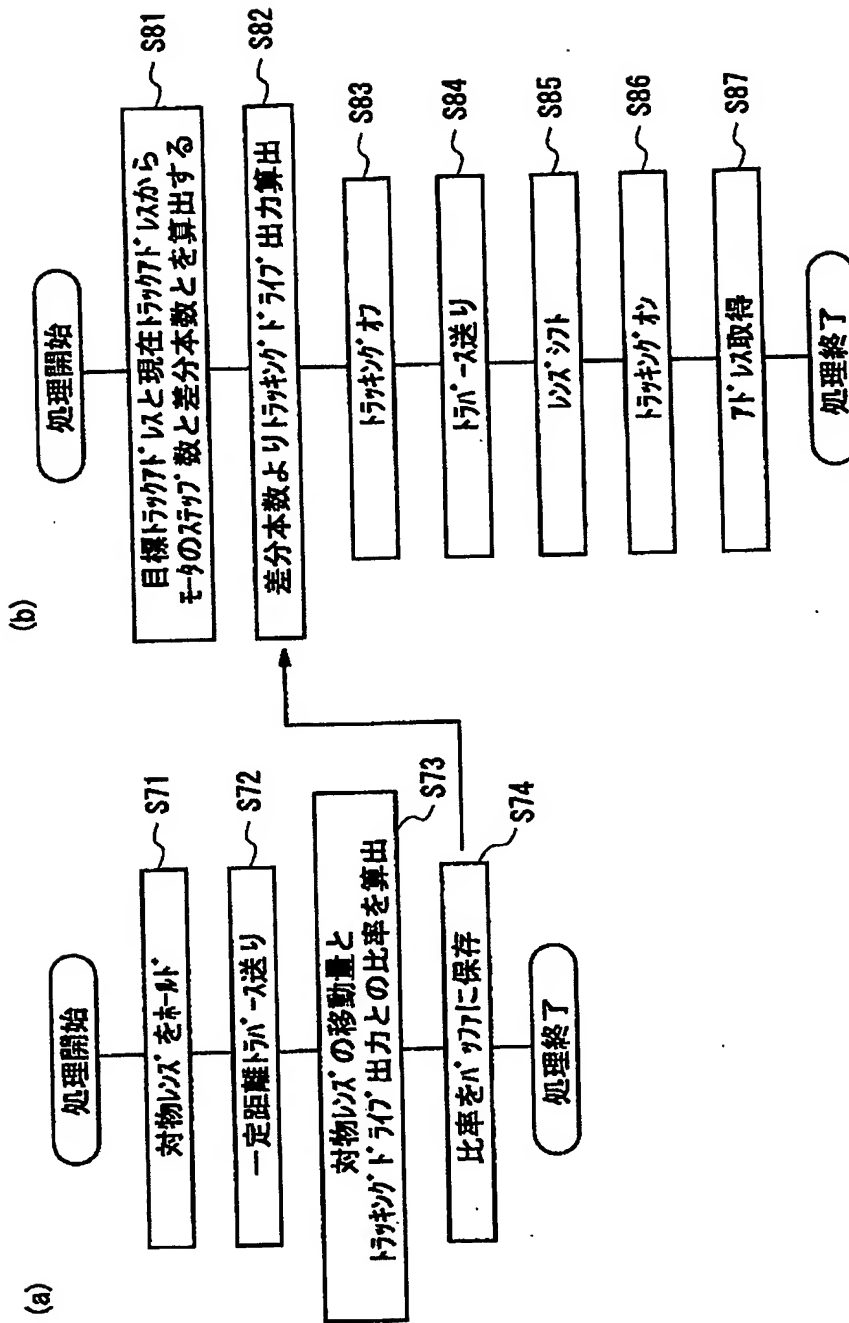 (a)
処理開始
対物ﾚﾝｽﾞをﾎｰﾙﾄﾞ
S71
一定距離ﾄﾗﾊﾞｰｽ送り
S72
対物ﾚﾝｽﾞの移動量と
ﾄﾗｯｷﾝｸﾞﾄﾞﾗｲﾌﾞ出力との比率を算出
S73
比率をﾊﾞｯﾌｧに保存
S74
処理終了
(b)
処理開始
目標ﾄﾗｯｸｱﾄﾞﾚｽと現在ﾄﾗｯｸｱﾄﾞﾚｽから
ﾓｰﾀのｽﾃｯﾌﾟ数と差分本数とを算出する
S81
差分本数よりﾄﾗｯｷﾝｸﾞﾄﾞﾗｲﾌﾞ出力算出
S82
ﾄﾗｯｷﾝｸﾞｵﾌ
S83
ﾄﾗﾊﾞｰｽ送り
S84
ﾚﾝｽﾞｼﾌﾄ
S85
ﾄﾗｯｷﾝｸﾞｵﾝ
S86
ｱﾄﾞﾚｽ取得
S87
処理終了